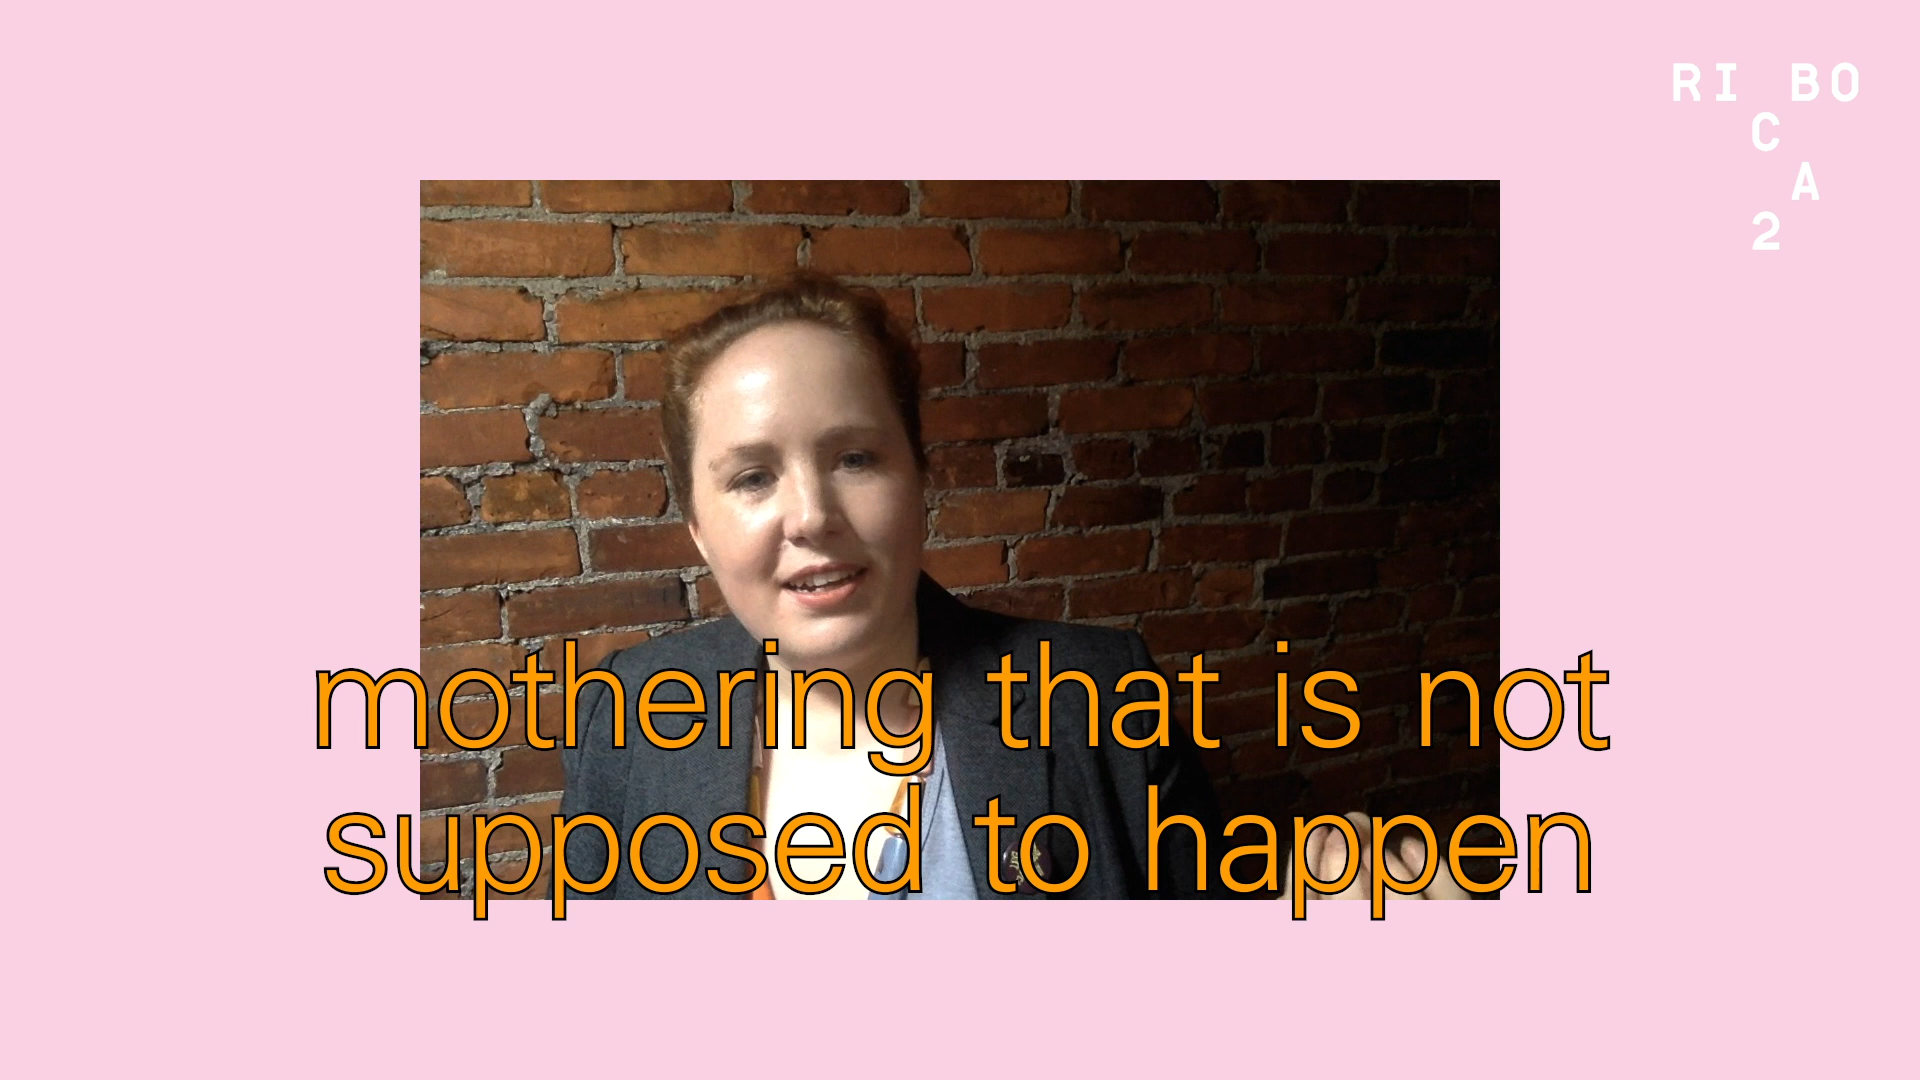 RI BO
C
A
2
mothering that is not
supposed to happen